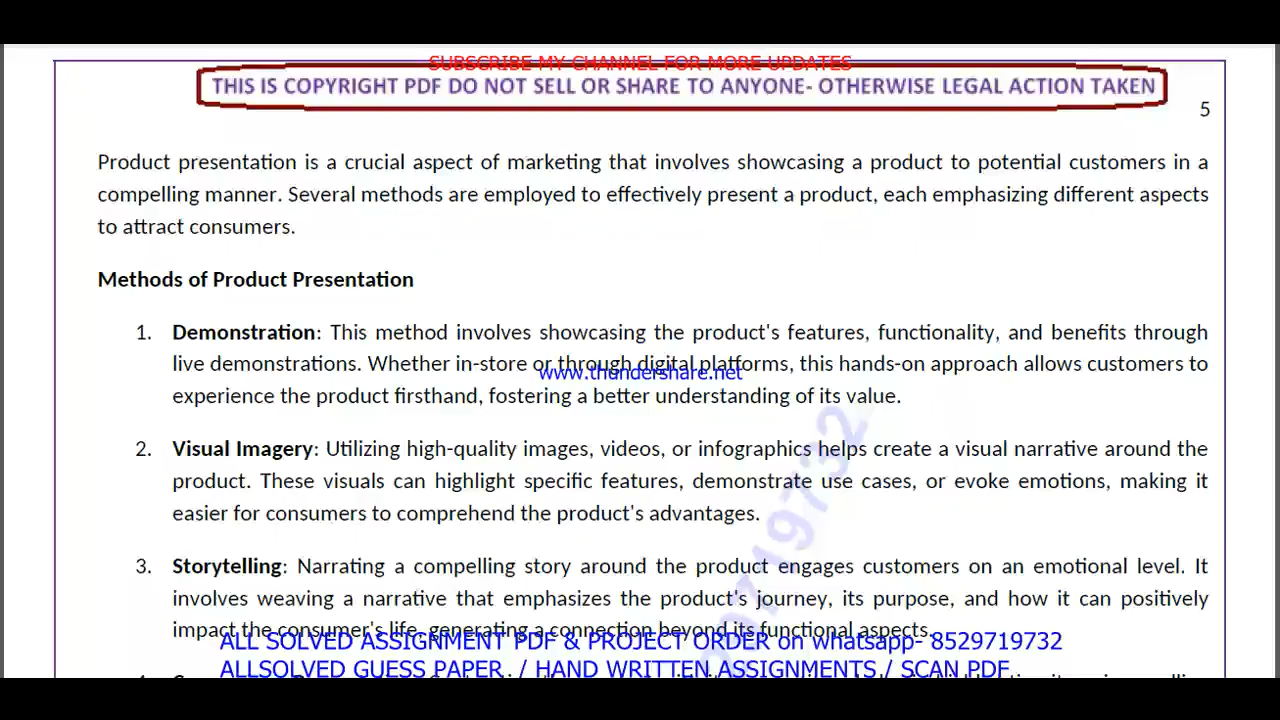 SUBSCRIBE MY CHANNEL FOR MORE UPDATES
THIS IS COPYRIGHT PDF DO NOT SELL OR SHARE TO ANYONE- OTHERWISE LEGAL ACTION TAKEN
5
Product presentation is a crucial aspect of marketing that involves showcasing a product to potential customers in a
compelling manner. Several methods are employed to effectively present a product, each emphasizing different aspects
to attract consumers.
Methods of Product Presentation
1. Demonstration: This method involves showcasing the product's features, functionality, and benefits through
live demonstrations. Whether in-store or through digital platforms, this hands-on approach allows customers to
www.thundershare.net
experience the product firsthand, fostering a better understanding of its value.
2. Visual Imagery: Utilizing high-quality images, videos, or infographics helps create a visual narrative around the
product. These visuals can highlight specific features, demonstrate use cases, or evoke emotions, making it
easier for consumers to comprehend the product's advantages.
3. Storytelling: Narrating a compelling story around the product engages customers on an emotional level. It
involves weaving a narrative that emphasizes the product's journey, its purpose, and how it can positively
impact the consumer's life, generating a connection beyond its functional aspects.
ALL SOLVED ASSIGNMENT PDF & PROJECT ORDER on whatsapp- 8529719732
ALLSOLVED GUESS PAPER / HAND WRITTEN ASSIGNMENTS / SCAN PDF